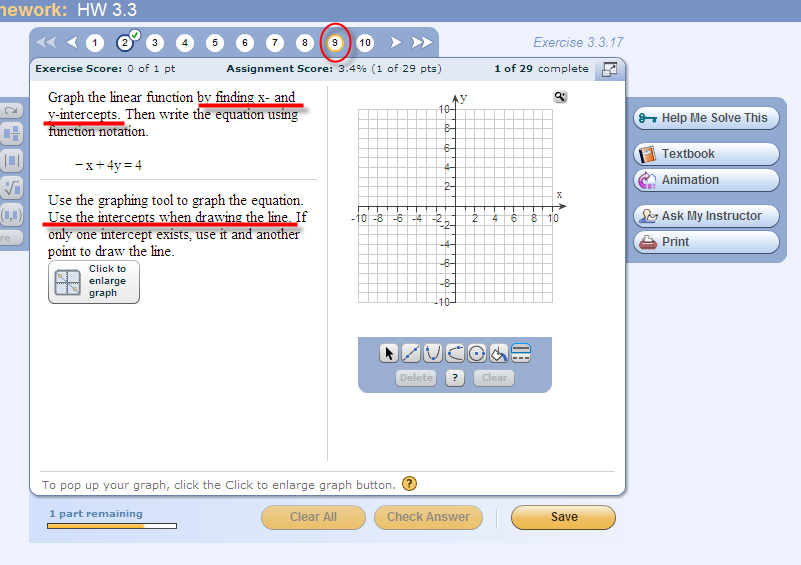 nework: HW 3.3
1 2 3 4 5 6 7 8 9 10
Exercise 3.3.17
Exercise Score: 0 of 1 pt Assignment Score: 3.4% (1 of 29 pts) 1 of 29 complete
Graph the linear function by finding x- and
y-intercepts. Then write the equation using
function notation.
− x + 4y = 4
Use the graphing tool to graph the equation.
Use the intercepts when drawing the line. If
only one intercept exists, use it and another
point to draw the line.
Click to
enlarge
graph
y
10
8
6
4
2
x
-10 -8 -6 -4 -2 2 4 6 8 10
-2
-4
-6
-8
-10
Delete ? Clear
Help Me Solve This
Textbook
Animation
Ask My Instructor
Print
re
To pop up your graph, click the Click to enlarge graph button. ?
1 part remaining
Clear All Check Answer Save